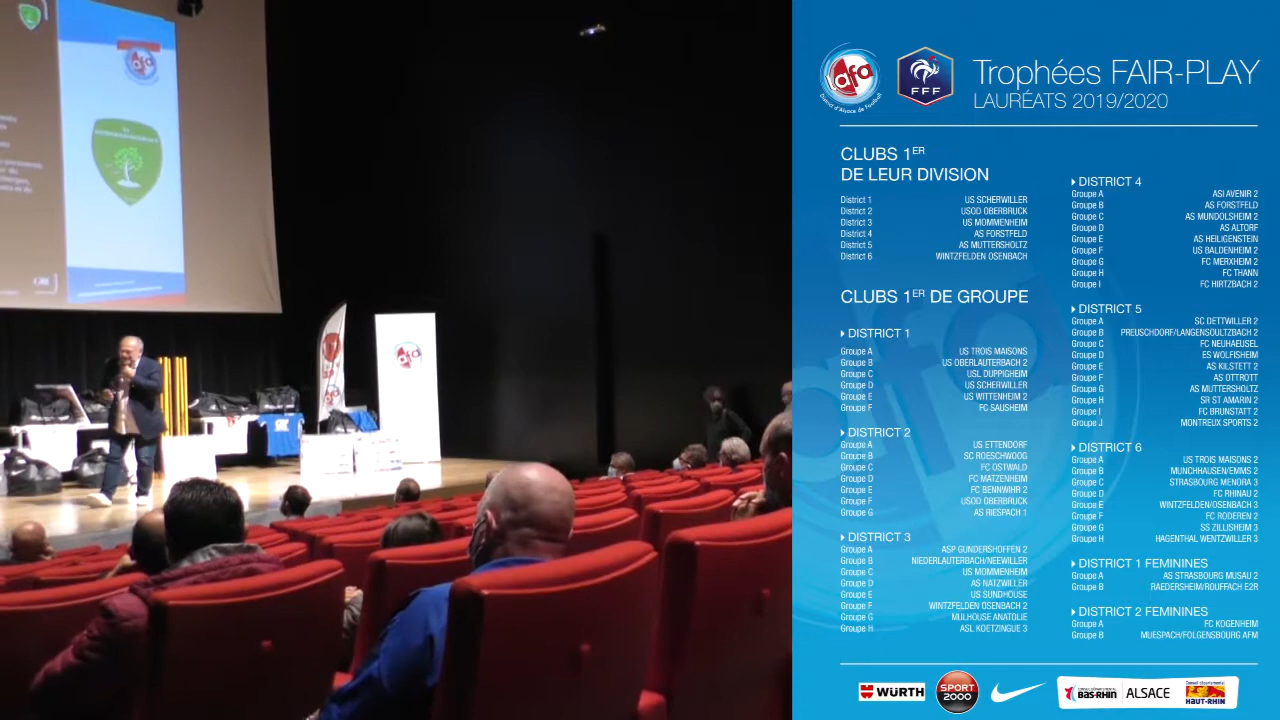 afa
District d'Alsace de Football
FFF
Trophées FAIR-PLAY
LAURÉATS 2019/2020
CLUBS 1ER
DE LEUR DIVISION
District 1 US SCHERWILLER
District 2 USOD OBERBRUCK
District 3 US MOMMENHEIM
District 4 AS FORSTFELD
District 5 AS MUTTERSHOLTZ
District 6 WINTZFELDEN OSENBACH
CLUBS 1ER DE GROUPE
DISTRICT 1
Groupe A US TROIS MAISONS
Groupe B US OBERLAUTERBACH 2
Groupe C USL DUPPIGHEIM
Groupe D US SCHERWILLER
Groupe E US WITTENHEIM 2
Groupe F FC SAUSHEIM
DISTRICT 2
Groupe A US ETTENDORF
Groupe B SC ROESCHWOOG
Groupe C FC OSTWALD
Groupe D FC MATZENHEIM
Groupe E FC BENNWIHR 2
Groupe F USOD OBERBRUCK
Groupe G AS RIESPACH 1
DISTRICT 3
Groupe A ASP GUNDERSHOFFEN 2
Groupe B NIEDERLAUTERBACH/NEEWILLER
Groupe C US MOMMENHEIM
Groupe D AS NATZWILLER
Groupe E US SUNDHOUSE
Groupe F WINTZFELDEN OSENBACH 2
Groupe G MULHOUSE ANATOLIE
Groupe H ASL KOETZINGUE 3
DISTRICT 4
Groupe A ASI AVENIR 2
Groupe B AS FORSTFELD
Groupe C AS MUNDOLSHEIM 2
Groupe D AS ALTORF
Groupe E AS HEILIGENSTEIN
Groupe F US BALDENHEIM 2
Groupe G FC MERXHEIM 2
Groupe H FC THANN
Groupe I FC HIRTZBACH 2
DISTRICT 5
Groupe A SC DETTWILLER 2
Groupe B PREUSCHDORF/LANGENSOULTZBACH 2
Groupe C FC NEUHAEUSEL
Groupe D ES WOLFISHEIM
Groupe E AS KILSTETT 2
Groupe F AS OTTROTT
Groupe G AS MUTTERSHOLTZ
Groupe H SR ST AMARIN 2
Groupe I FC BRUNSTATT 2
Groupe J MONTREUX SPORTS 2
DISTRICT 6
Groupe A US TROIS MAISONS 2
Groupe B MUNCHHAUSEN/EMMS 2
Groupe C STRASBOURG MENORA 3
Groupe D FC RHINAU 2
Groupe E WINTZFELDEN/OSENBACH 3
Groupe F FC RODEREN 2
Groupe G SS ZILLISHEIM 3
Groupe H HAGENTHAL WENTZWILLER 3
DISTRICT 1 FEMININES
Groupe A AS STRASBOURG MUSAU 2
Groupe B RAEDERSHEIM/ROUFFACH E2R
DISTRICT 2 FEMININES
Groupe A FC KOGENHEIM
Groupe B MUESPACH/FOLGENSBOURG AFM
WÜRTH
SPORT 2000
CONSEIL DÉPARTEMENTAL
BAS-RHIN
ALSACE
Conseil départemental
HAUT-RHIN